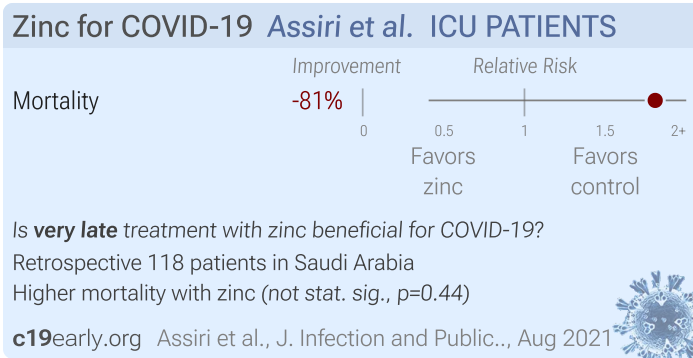 Zinc for COVID-19 Assiri et al. ICU PATIENTS
Improvement Relative Risk
Mortality -81%
0 0.5 1 1.5 2+
Favors zinc Favors control
Is very late treatment with zinc beneficial for COVID-19?
Retrospective 118 patients in Saudi Arabia
Higher mortality with zinc (not stat. sig., p=0.44)
c19early.org Assiri et al., J. Infection and Public.., Aug 2021